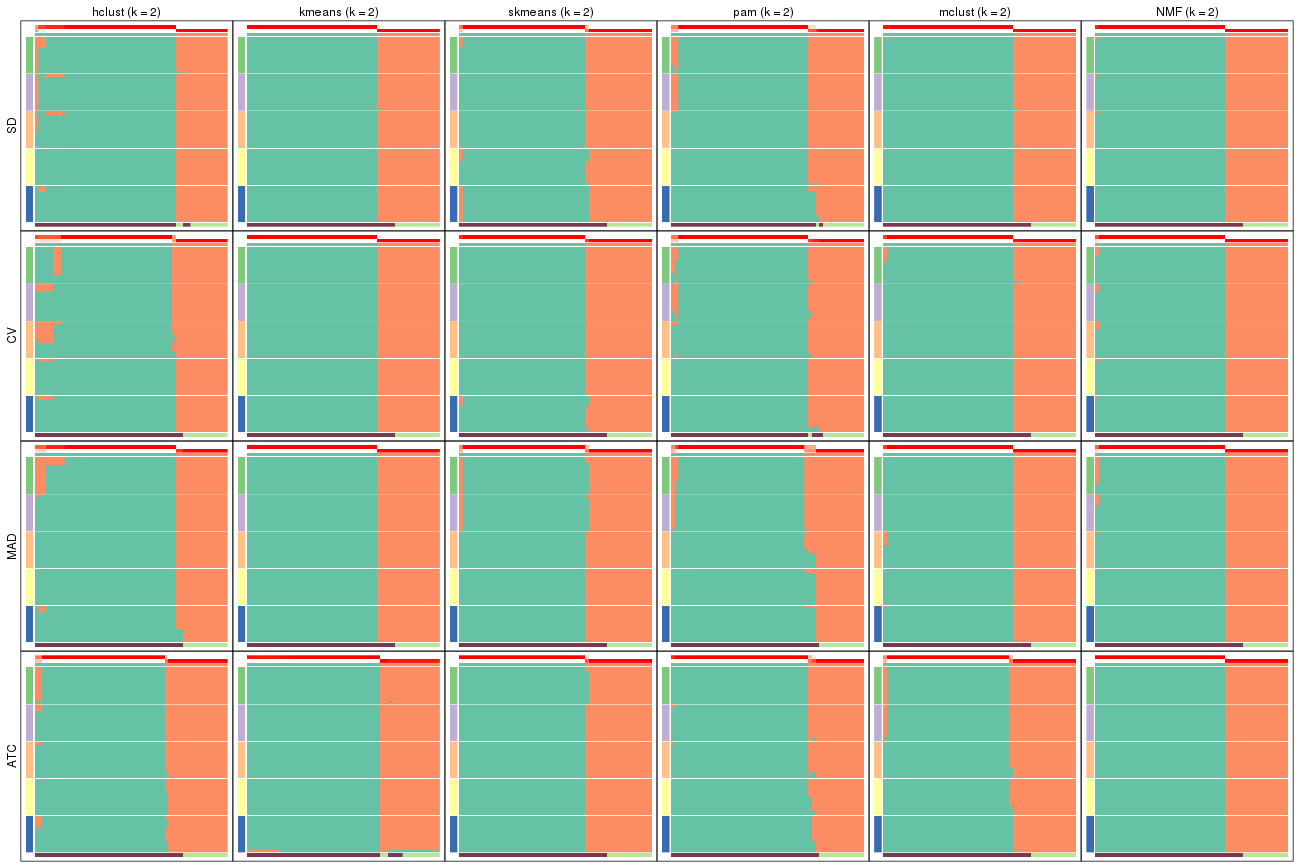 hclust (k = 2)
kmeans (k = 2)
skmeans (k = 2)
pam (k = 2)
mclust (k = 2)
NMF (k = 2)
SD
CV
MAD
ATC